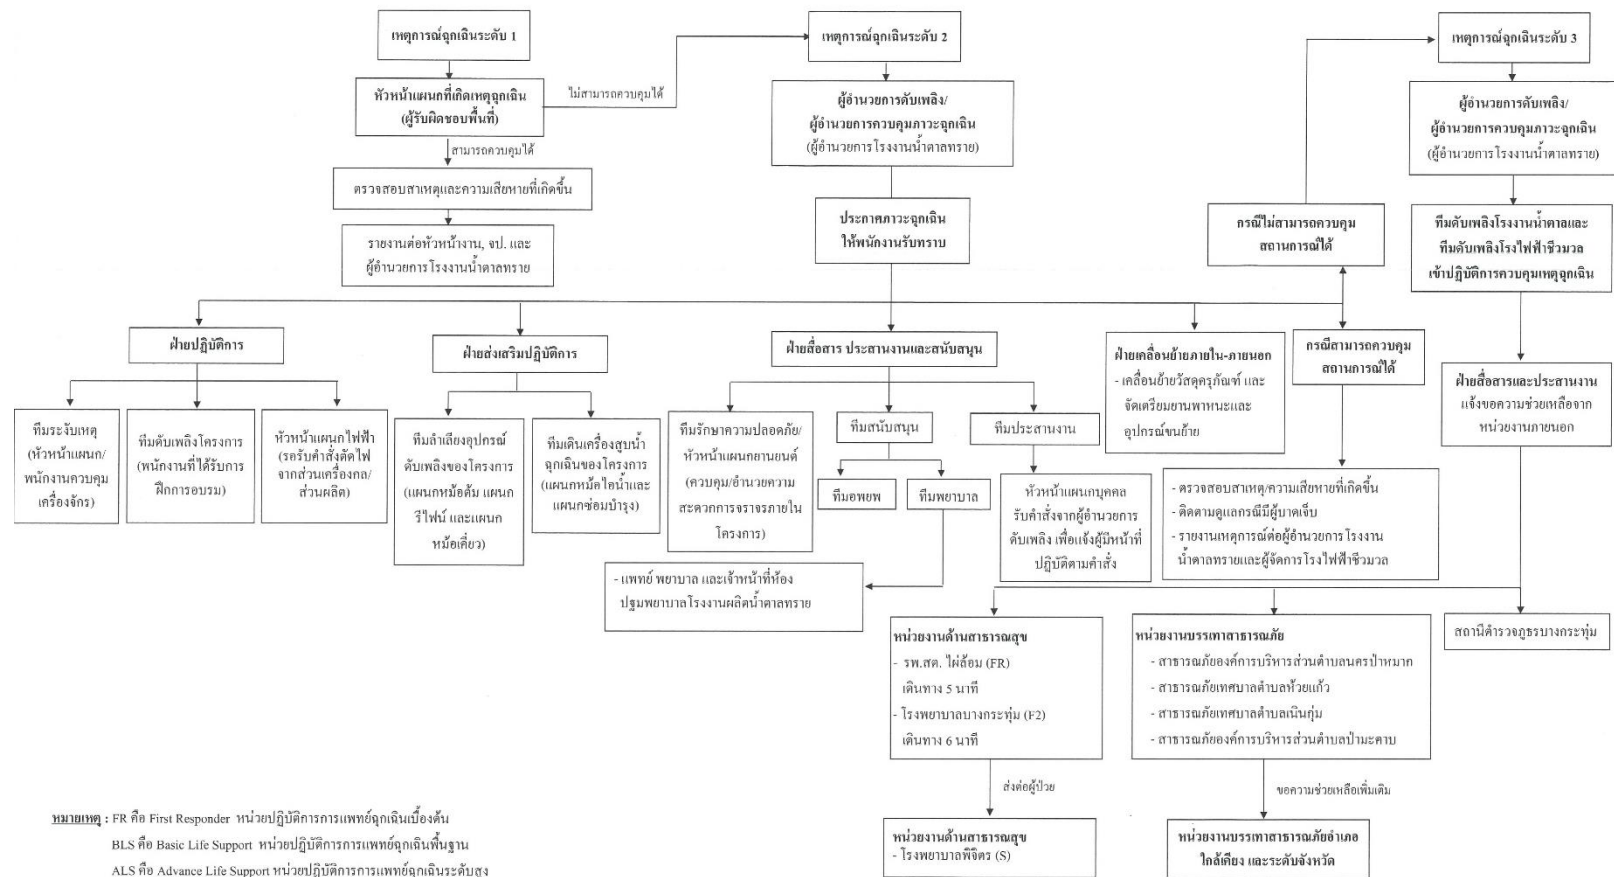 เหตุการณ์ฉุกเฉินระดับ 1
หัวหน้าแผนกที่เกิดเหตุฉุกเฉิน
(ผู้รับผิดชอบพื้นที่)
ไม่สามารถควบคุมได้
สามารถควบคุมได้
ตรวจสอบสาเหตุและความเสียหายที่เกิดขึ้น
รายงานต่อหัวหน้างาน, จป. และ
ผู้อำนวยการโรงงานน้ำตาลทราย
เหตุการณ์ฉุกเฉินระดับ 2
ผู้อำนวยการดับเพลิง/
ผู้อำนวยการควบคุมภาวะฉุกเฉิน
(ผู้อำนวยการโรงงานน้ำตาลทราย)
ประกาศภาวะฉุกเฉิน
ให้พนักงานรับทราบ
กรณีไม่สามารถควบคุม
สถานการณ์ได้
เหตุการณ์ฉุกเฉินระดับ 3
ผู้อำนวยการดับเพลิง/
ผู้อำนวยการควบคุมภาวะฉุกเฉิน
(ผู้อำนวยการโรงงานน้ำตาลทราย)
ทีมดับเพลิงโรงงานน้ำตาลและ
ทีมดับเพลิงโรงไฟฟ้าชีวมวล
เข้าปฏิบัติการควบคุมเหตุฉุกเฉิน
ฝ่ายปฏิบัติการ
ทีมระงับเหตุ
(หัวหน้าแผนก/
พนักงานควบคุม
เครื่องจักร)
ทีมดับเพลิงโครงการ
(พนักงานที่ได้รับการ
ฝึกการอบรม)
หัวหน้าแผนกไฟฟ้า
(รอรับคำสั่งตัดไฟ
จากส่วนเครื่องกล/
ส่วนผลิต)
ฝ่ายส่งเสริมปฏิบัติการ
ทีมลำเลียงอุปกรณ์
ดับเพลิงของโครงการ
(แผนกหม้อต้ม แผนก
รีไฟน์ และแผนก
หม้อเคี่ยว)
ทีมเดินเครื่องสูบน้ำ
ฉุกเฉินของโครงการ
(แผนกหม้อไอน้ำและ
แผนกซ่อมบำรุง)
ฝ่ายสื่อสาร ประสานงานและสนับสนุน
ทีมรักษาความปลอดภัย/
หัวหน้าแผนกยานยนต์
(ควบคุม/อำนวยความ
สะดวกการจราจรภายใน
โครงการ)
ทีมสนับสนุน
ทีมอพยพ
ทีมพยาบาล
- แพทย์ พยาบาล และเจ้าหน้าที่ห้อง
ปฐมพยาบาลโรงงานผลิตน้ำตาลทราย
ทีมประสานงาน
หัวหน้าแผนกบุคคล
รับคำสั่งจากผู้อำนวยการ
ดับเพลิง เพื่อแจ้งผู้มีหน้าที่
ปฏิบัติตามคำสั่ง
ฝ่ายเคลื่อนย้ายภายใน-ภายนอก
- เคลื่อนย้ายวัสดุครุภัณฑ์ และ
จัดเตรียมยานพาหนะและ
อุปกรณ์ขนย้าย
กรณีสามารถควบคุม
สถานการณ์ได้
- ตรวจสอบสาเหตุ/ความเสียหายที่เกิดขึ้น
- ติดตามดูแลกรณีมีผู้บาดเจ็บ
- รายงานเหตุการณ์ต่อผู้อำนวยการโรงงาน
น้ำตาลทรายและผู้จัดการโรงไฟฟ้าชีวมวล
ฝ่ายสื่อสารและประสานงาน
แจ้งขอความช่วยเหลือจาก
หน่วยงานภายนอก
หน่วยงานด้านสาธารณสุข
- รพ.สต. ไผ่ล้อม (FR)
เดินทาง 5 นาที
- โรงพยาบาลบางกระทุ่ม (F2)
เดินทาง 6 นาที
หน่วยงานบรรเทาสาธารณภัย
- สาธารณภัยองค์การบริหารส่วนตำบลนครป่าหมาก
- สาธารณภัยเทศบาลตำบลห้วยแก้ว
- สาธารณภัยเทศบาลตำบลเนินกุ่ม
- สาธารณภัยองค์การบริหารส่วนตำบลป่ามะคาบ
สถานีตำรวจภูธรบางกระทุ่ม
ส่งต่อผู้ป่วย
ขอความช่วยเหลือเพิ่มเติม
หน่วยงานด้านสาธารณสุข
- โรงพยาบาลพิจิตร (S)
หน่วยงานบรรเทาสาธารณภัยอำเภอ
ใกล้เคียง และระดับจังหวัด
หมายเหตุ : FR คือ First Responder หน่วยปฏิบัติการการแพทย์ฉุกเฉินเบื้องต้น
BLS คือ Basic Life Support หน่วยปฏิบัติการการแพทย์ฉุกเฉินพื้นฐาน
ALS คือ Advance Life Support หน่วยปฏิบัติการการแพทย์ฉุกเฉินระดับสูง